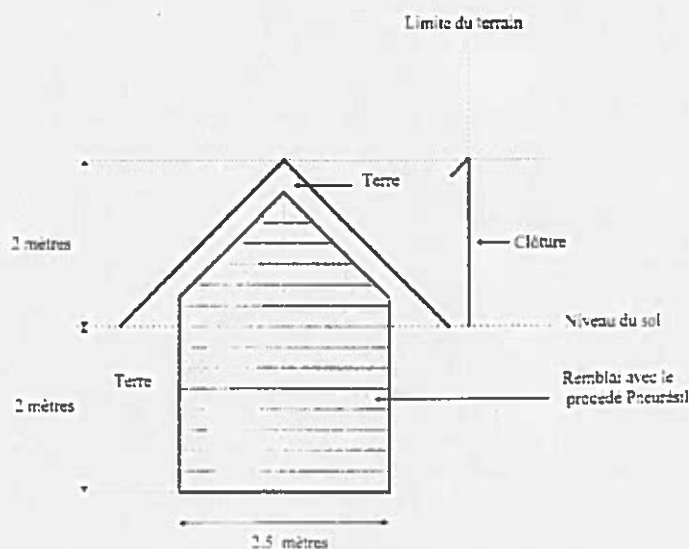 Limite du terrain
Terre
2 mètres
Clôture
Niveau du sol
Terre
2 mètres
Remblai avec le
procédé Pneurésil
2.5 mètres